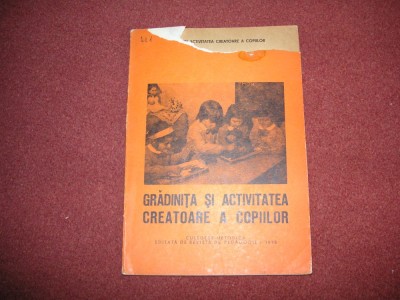 ACTIVITATEA CREATOARE A COPIILOR
GRĂDINIȚA ȘI ACTIVITATEA
CREATOARE A COPIILOR
EDITATĂ DE REVISTA DE PEDAGOGIE